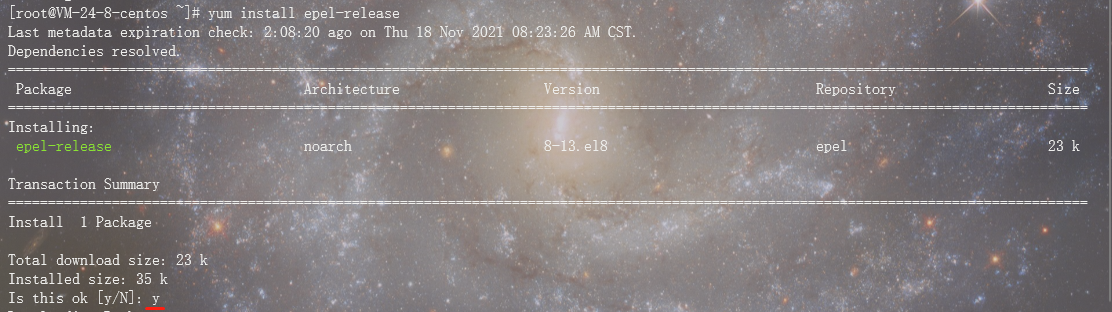 [root@VM-24-8-centos ~]# yum install epel-release
Last metadata expiration check: 2:08:20 ago on Thu 18 Nov 2021 08:23:26 AM CST.
Dependencies resolved.
================================================================================
Package Architecture Version Repository Size
================================================================================
Installing:
epel-release noarch 8-13.el8 epel 23 k
Transaction Summary
================================================================================
Install 1 Package
Total download size: 23 k
Installed size: 35 k
Is this ok [y/N]: y